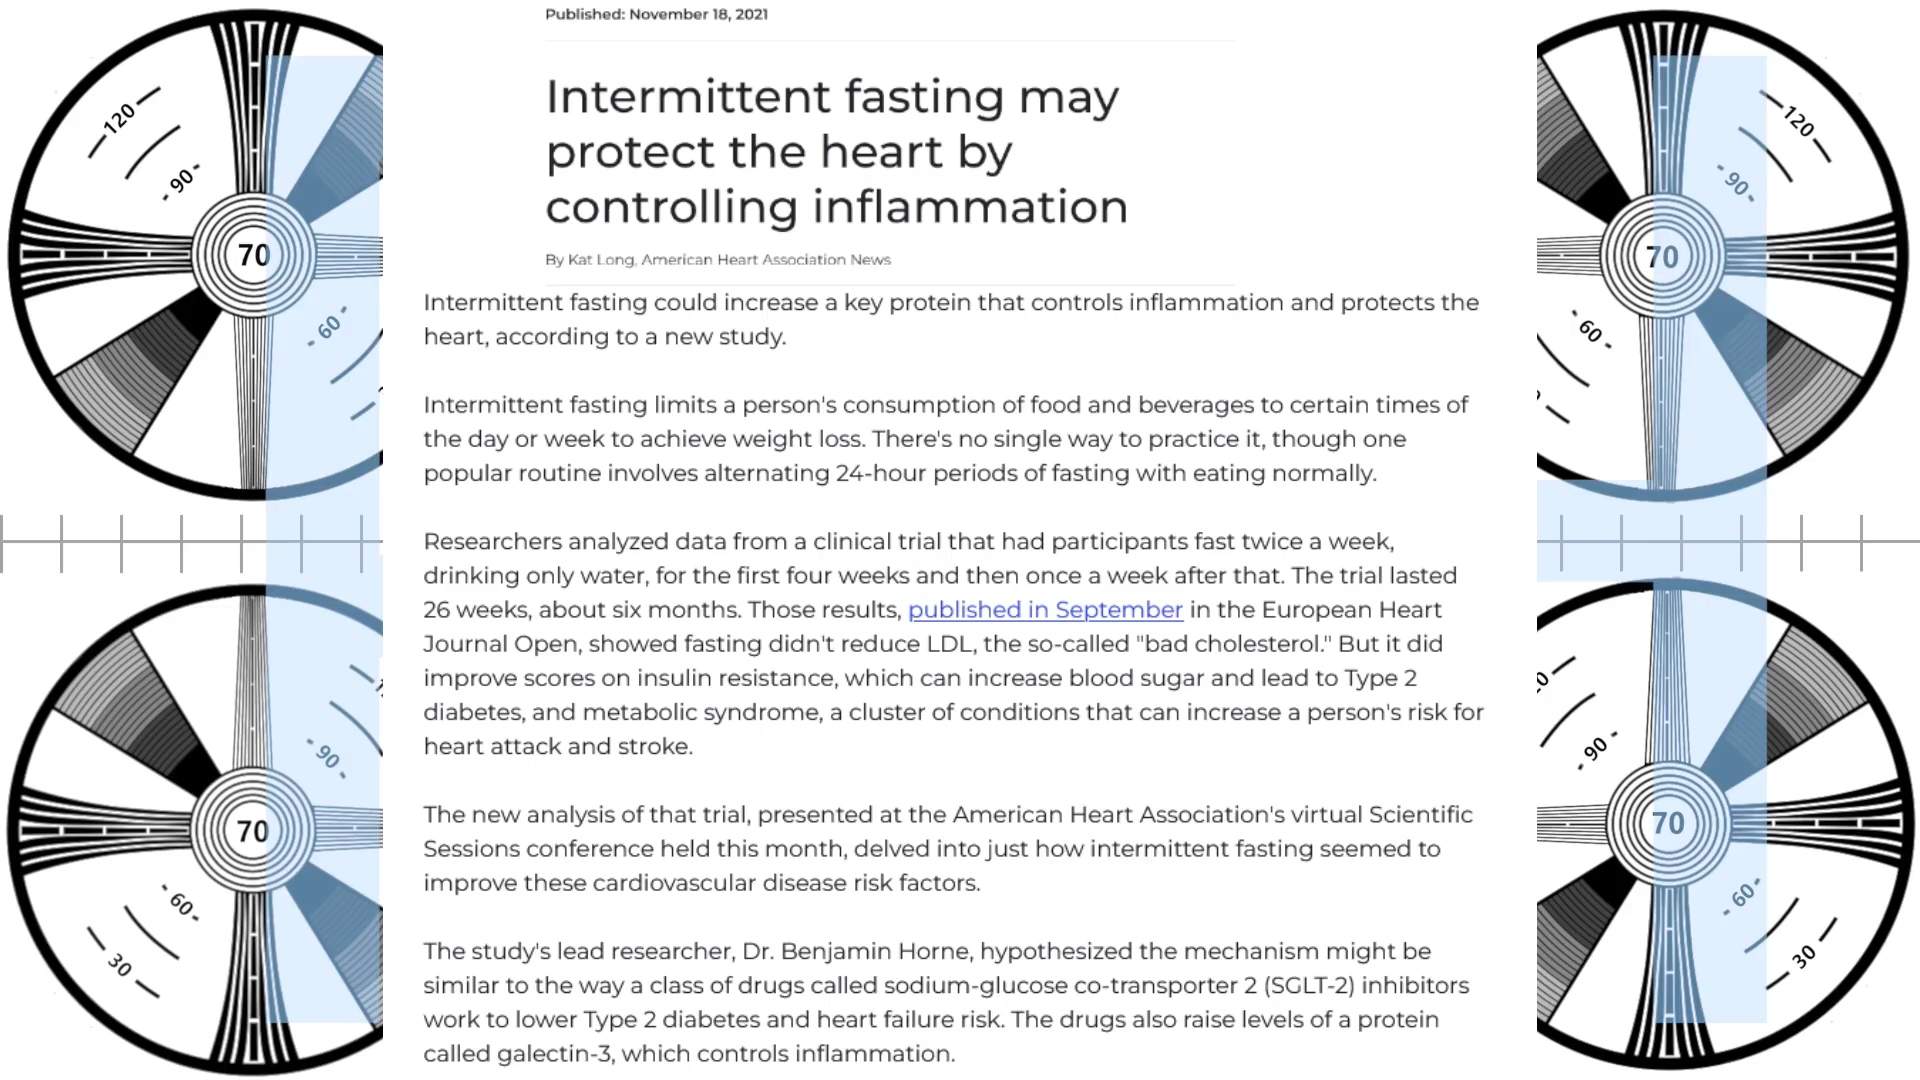 Published: November 18, 2021
Intermittent fasting may
protect the heart by
controlling inflammation
By Kat Long, American Heart Association News
Intermittent fasting could increase a key protein that controls inflammation and protects the
heart, according to a new study.
Intermittent fasting limits a person's consumption of food and beverages to certain times of
the day or week to achieve weight loss. There's no single way to practice it, though one
popular routine involves alternating 24-hour periods of fasting with eating normally.
Researchers analyzed data from a clinical trial that had participants fast twice a week,
drinking only water, for the first four weeks and then once a week after that. The trial lasted
26 weeks, about six months. Those results, published in September in the European Heart
Journal Open, showed fasting didn't reduce LDL, the so-called "bad cholesterol." But it did
improve scores on insulin resistance, which can increase blood sugar and lead to Type 2
diabetes, and metabolic syndrome, a cluster of conditions that can increase a person's risk for
heart attack and stroke.
The new analysis of that trial, presented at the American Heart Association's virtual Scientific
Sessions conference held this month, delved into just how intermittent fasting seemed to
improve these cardiovascular disease risk factors.
The study's lead researcher, Dr. Benjamin Horne, hypothesized the mechanism might be
similar to the way a class of drugs called sodium-glucose co-transporter 2 (SGLT-2) inhibitors
work to lower Type 2 diabetes and heart failure risk. The drugs also raise levels of a protein
called galectin-3, which controls inflammation.
120
- 90 -
70
- 60 -
120
- 90 -
70
- 60 -
- 90 -
70
- 60 -
30
- 90 -
70
- 60 -
30